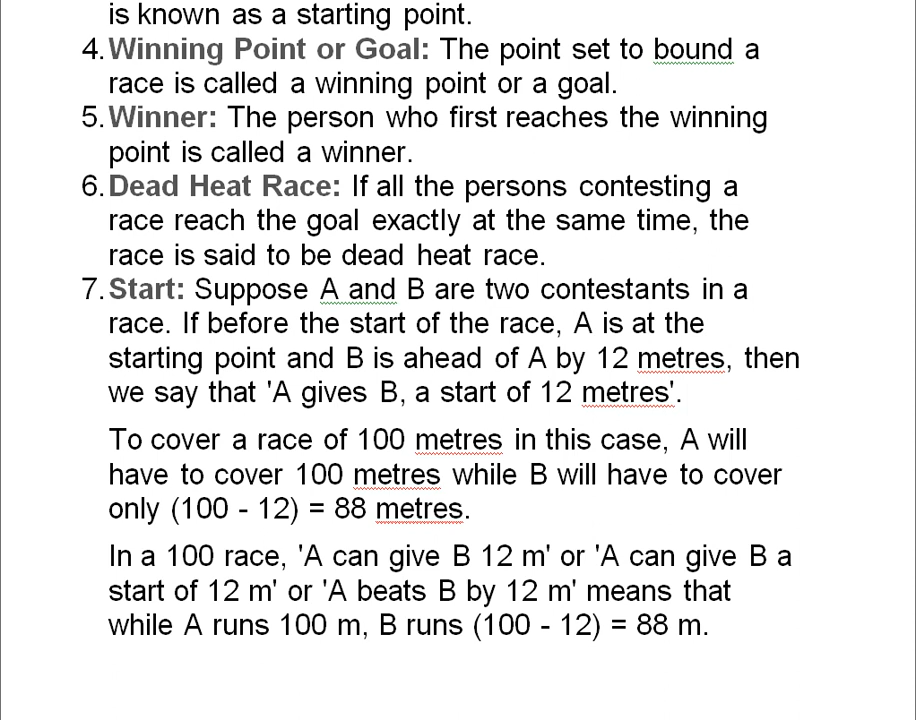 is known as a starting point.
4. Winning Point or Goal: The point set to bound a
race is called a winning point or a goal.
5. Winner: The person who first reaches the winning
point is called a winner.
6. Dead Heat Race: If all the persons contesting a
race reach the goal exactly at the same time, the
race is said to be dead heat race.
7. Start: Suppose A and B are two contestants in a
race. If before the start of the race, A is at the
starting point and B is ahead of A by 12 metres, then
we say that 'A gives B, a start of 12 metres'.
To cover a race of 100 metres in this case, A will
have to cover 100 metres while B will have to cover
only (100 - 12) = 88 metres.
In a 100 race, 'A can give B 12 m' or 'A can give B a
start of 12 m' or 'A beats B by 12 m' means that
while A runs 100 m, B runs (100 - 12) = 88 m.